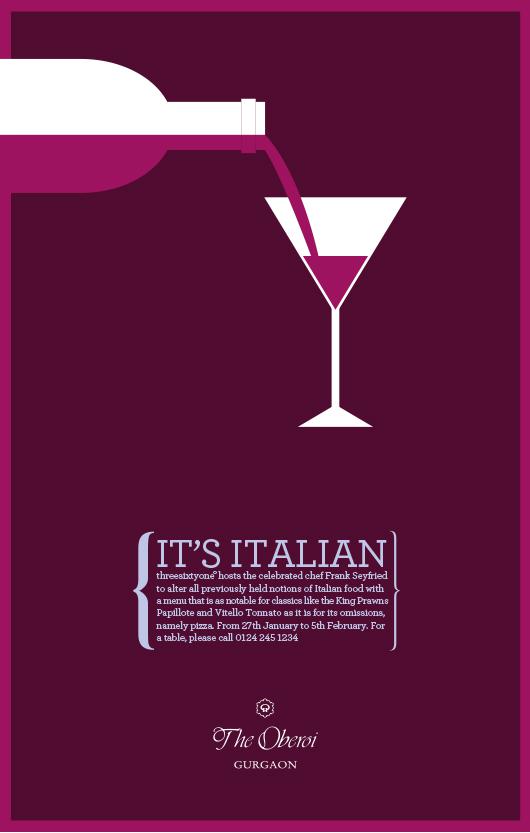 IT'S ITALIAN
threesixtyone° hosts the celebrated chef Frank Seyfried
to alter all previously held notions of Italian food with
a menu that is as notable for classics like the King Prawns
Papillote and Vitello Tonnato as it is for its omissions,
namely pizza. From 27th January to 5th February. For
a table, please call 0124 245 1234
The Oberoi
GURGAON